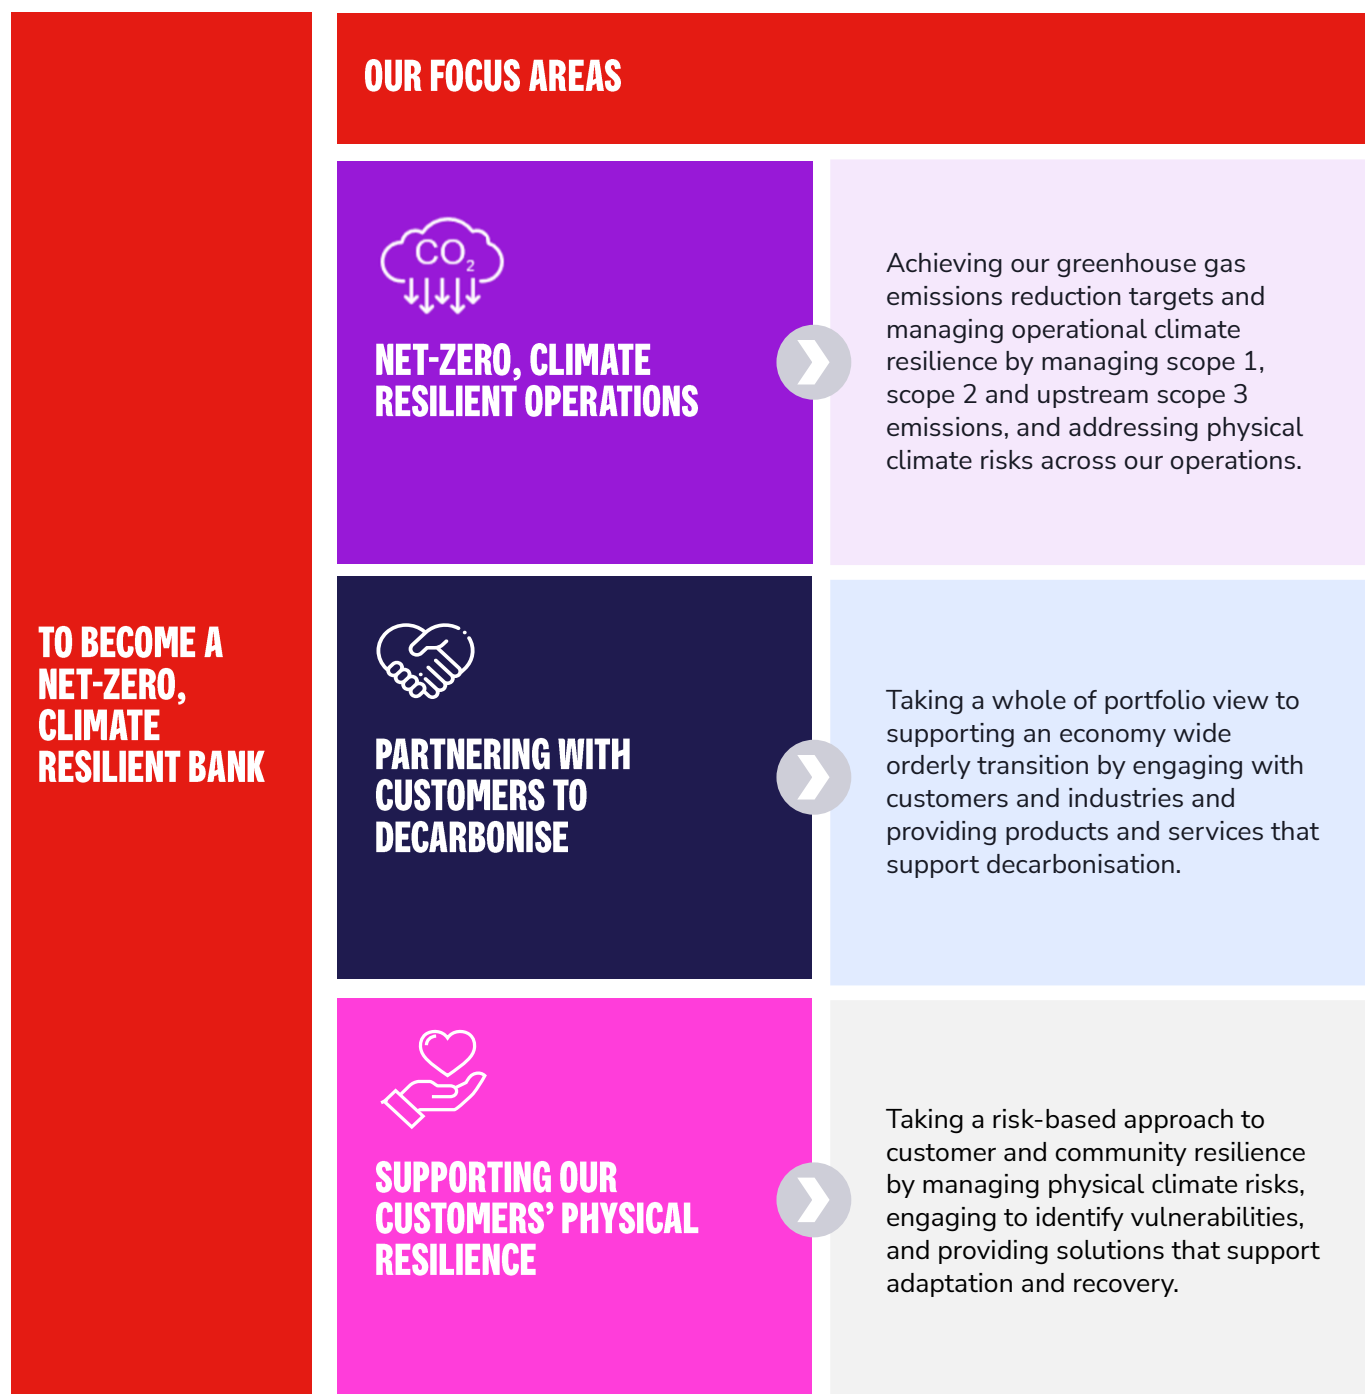 OUR FOCUS AREAS
TO BECOME A
NET-ZERO,
CLIMATE
RESILIENT BANK
CO₂
NET-ZERO, CLIMATE
RESILIENT OPERATIONS
Achieving our greenhouse gas
emissions reduction targets and
managing operational climate
resilience by managing scope 1,
scope 2 and upstream scope 3
emissions, and addressing physical
climate risks across our operations.
PARTNERING WITH
CUSTOMERS TO
DECARBONISE
Taking a whole of portfolio view to
supporting an economy wide
orderly transition by engaging with
customers and industries and
providing products and services that
support decarbonisation.
SUPPORTING OUR
CUSTOMERS’ PHYSICAL
RESILIENCE
Taking a risk-based approach to
customer and community resilience
by managing physical climate risks,
engaging to identify vulnerabilities,
and providing solutions that support
adaptation and recovery.